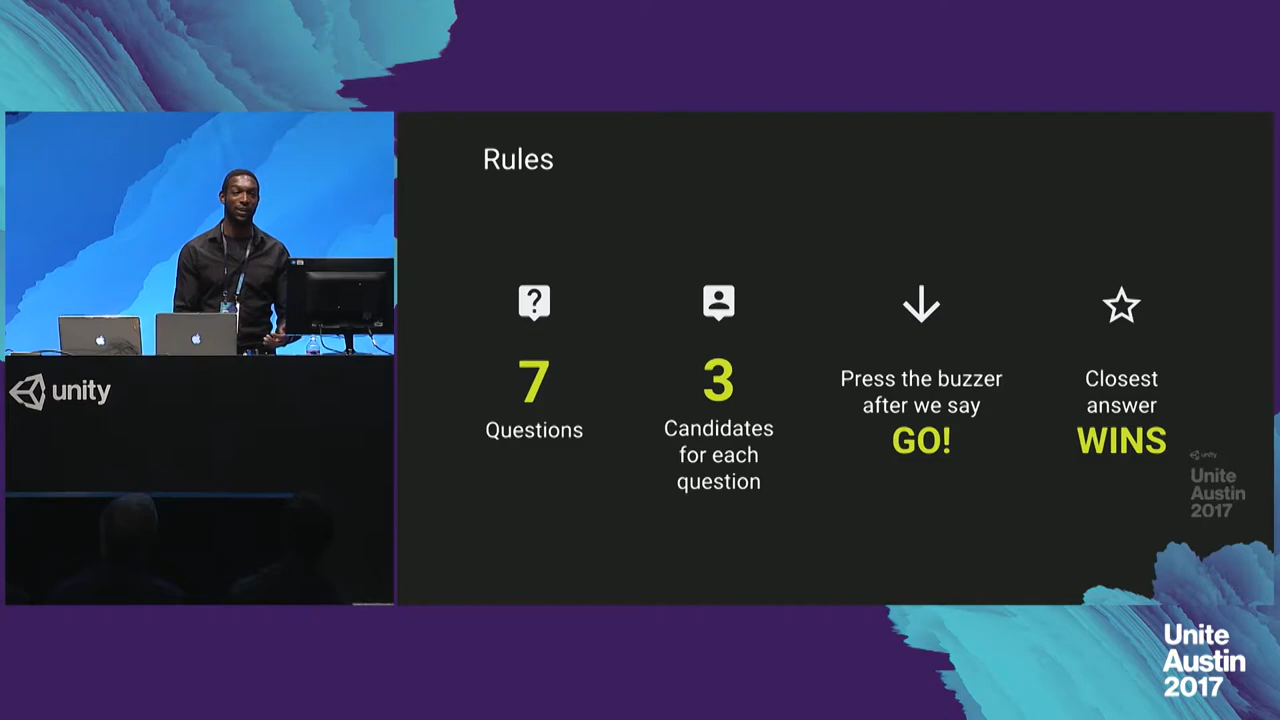 Rules
7
Questions
3
Candidates
for each
question
Press the buzzer
after we say
GO!
Closest
answer
WINS
unity
unity
Unite
Austin
2017
Unite
Austin
2017